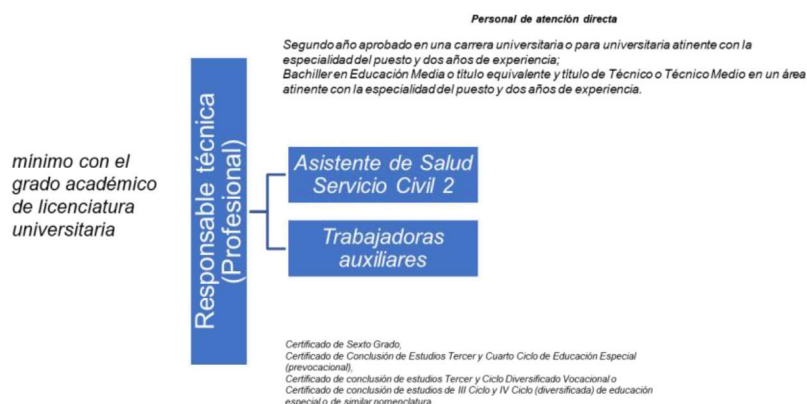 Personal de atención directa
Segundo año aprobado en una carrera universitaria o para universitaria atinente con la
especialidad del puesto y dos años de experiencia;
Bachiller en Educación Media o título equivalente y título de Técnico o Técnico Medio en un área
atinente con la especialidad del puesto y dos años de experiencia.
mínimo con el
grado académico
de licenciatura
universitaria
Responsable técnica
(Profesional)
Asistente de Salud
Servicio Civil 2
Trabajadoras
auxiliares
Certificado de Sexto Grado,
Certificado de Conclusión de Estudios Tercer y Cuarto Ciclo de Educación Especial
(prevocacional),
Certificado de conclusión de estudios Tercer y Ciclo Diversificado Vocacional o
Certificado de conclusión de estudios de III Ciclo y IV Ciclo (diversificada) de educación
especial o de similar nomenclatura